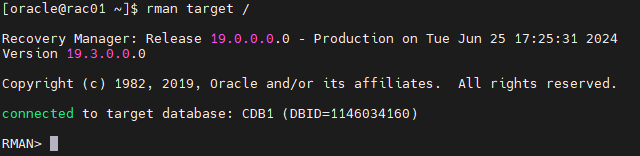 [oracle@rac01 ~]$ rman target /
Recovery Manager: Release 19.0.0.0.0 - Production on Tue Jun 25 17:25:31 2024
Version 19.3.0.0.0
Copyright (c) 1982, 2019, Oracle and/or its affiliates.  All rights reserved.
connected to target database: CDB1 (DBID=1146034160)
RMAN>